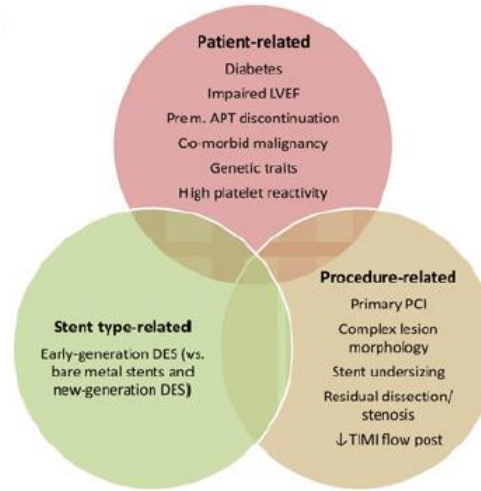 Patient-related
Diabetes
Impaired LVEF
Prem. APT discontinuation
Co-morbid malignancy
Genetic traits
High platelet reactivity
Stent type-related
Early-generation DES (vs.
bare metal stents and
new-generation DES)
Procedure-related
Primary PCI
Complex lesion
morphology
Stent undersizing
Residual dissection/
stenosis
↓TIMI flow post